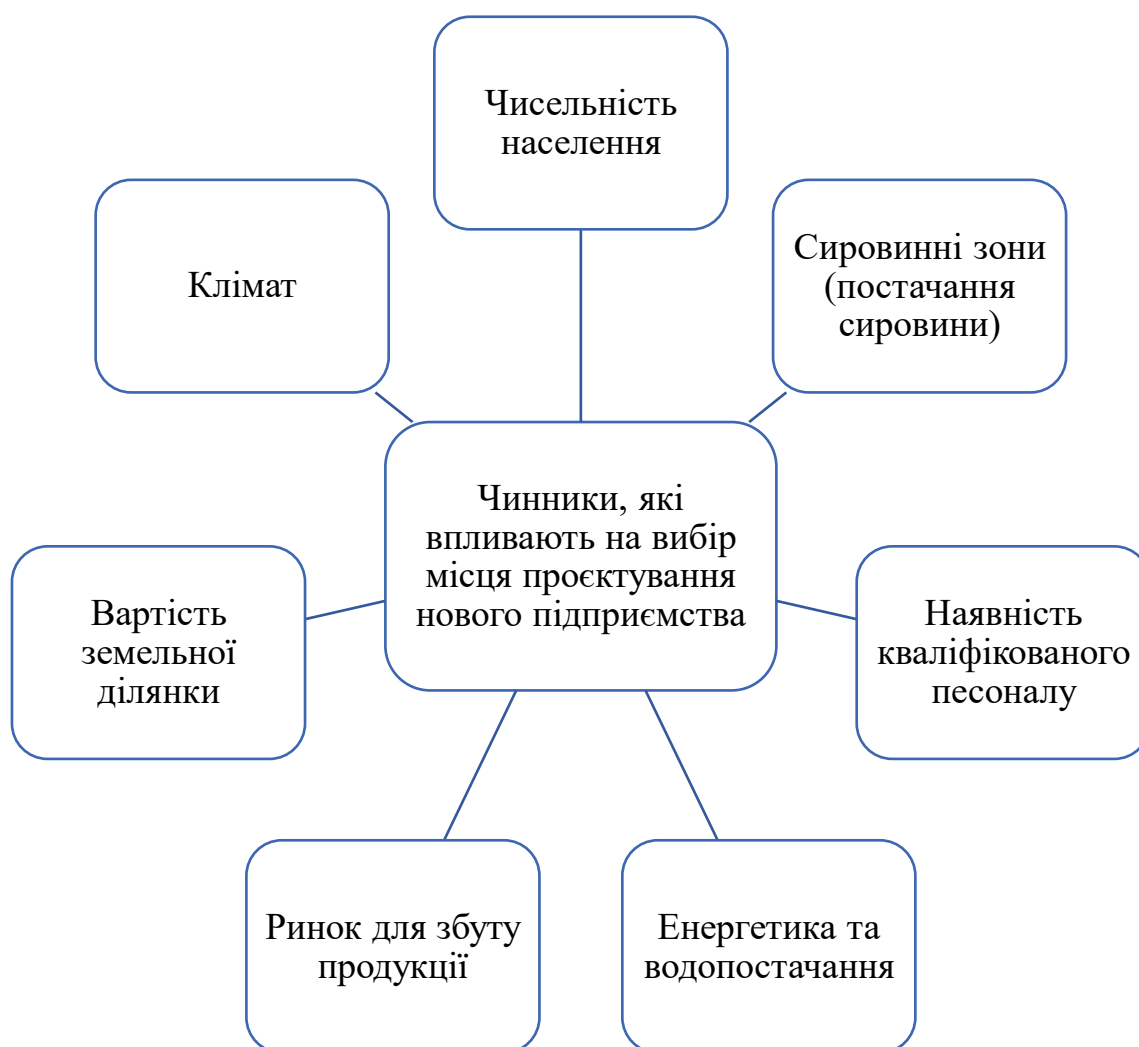 Чисельність
населення
Клімат
Сировинні зони
(постачання
сировини)
Чинники, які
впливають на вибір
місця проєктування
нового підприємства
Вартість
земельної
ділянки
Наявність
кваліфікованого
песоналу
Ринок для збуту
продукції
Енергетика та
водопостачання